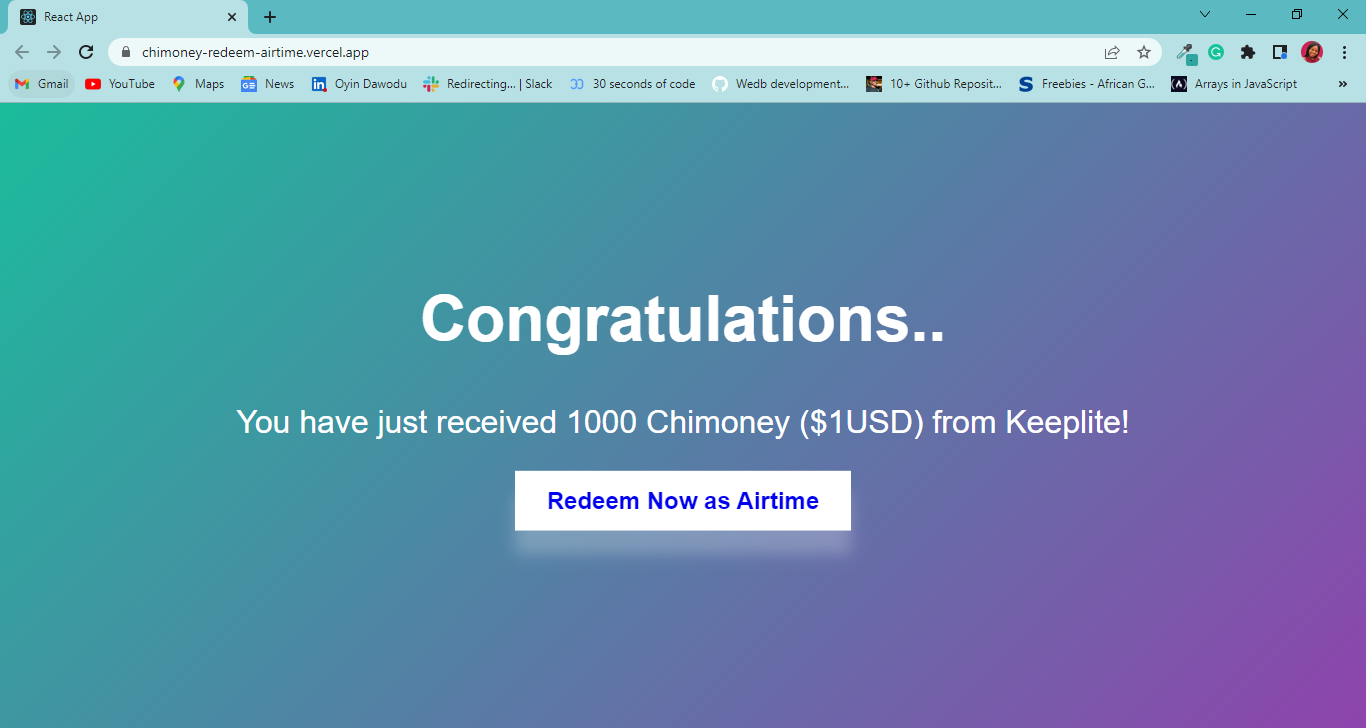 React App
chimoney-redeem-airtime.vercel.app
Gmail YouTube Maps News Oyin Dawodu Redirecting... | Slack 30 seconds of code Wedb development... 10+ Github Reposit... Freebies - African G... Arrays in JavaScript »
Congratulations..
You have just received 1000 Chimoney ($1USD) from Keeplite!
Redeem Now as Airtime